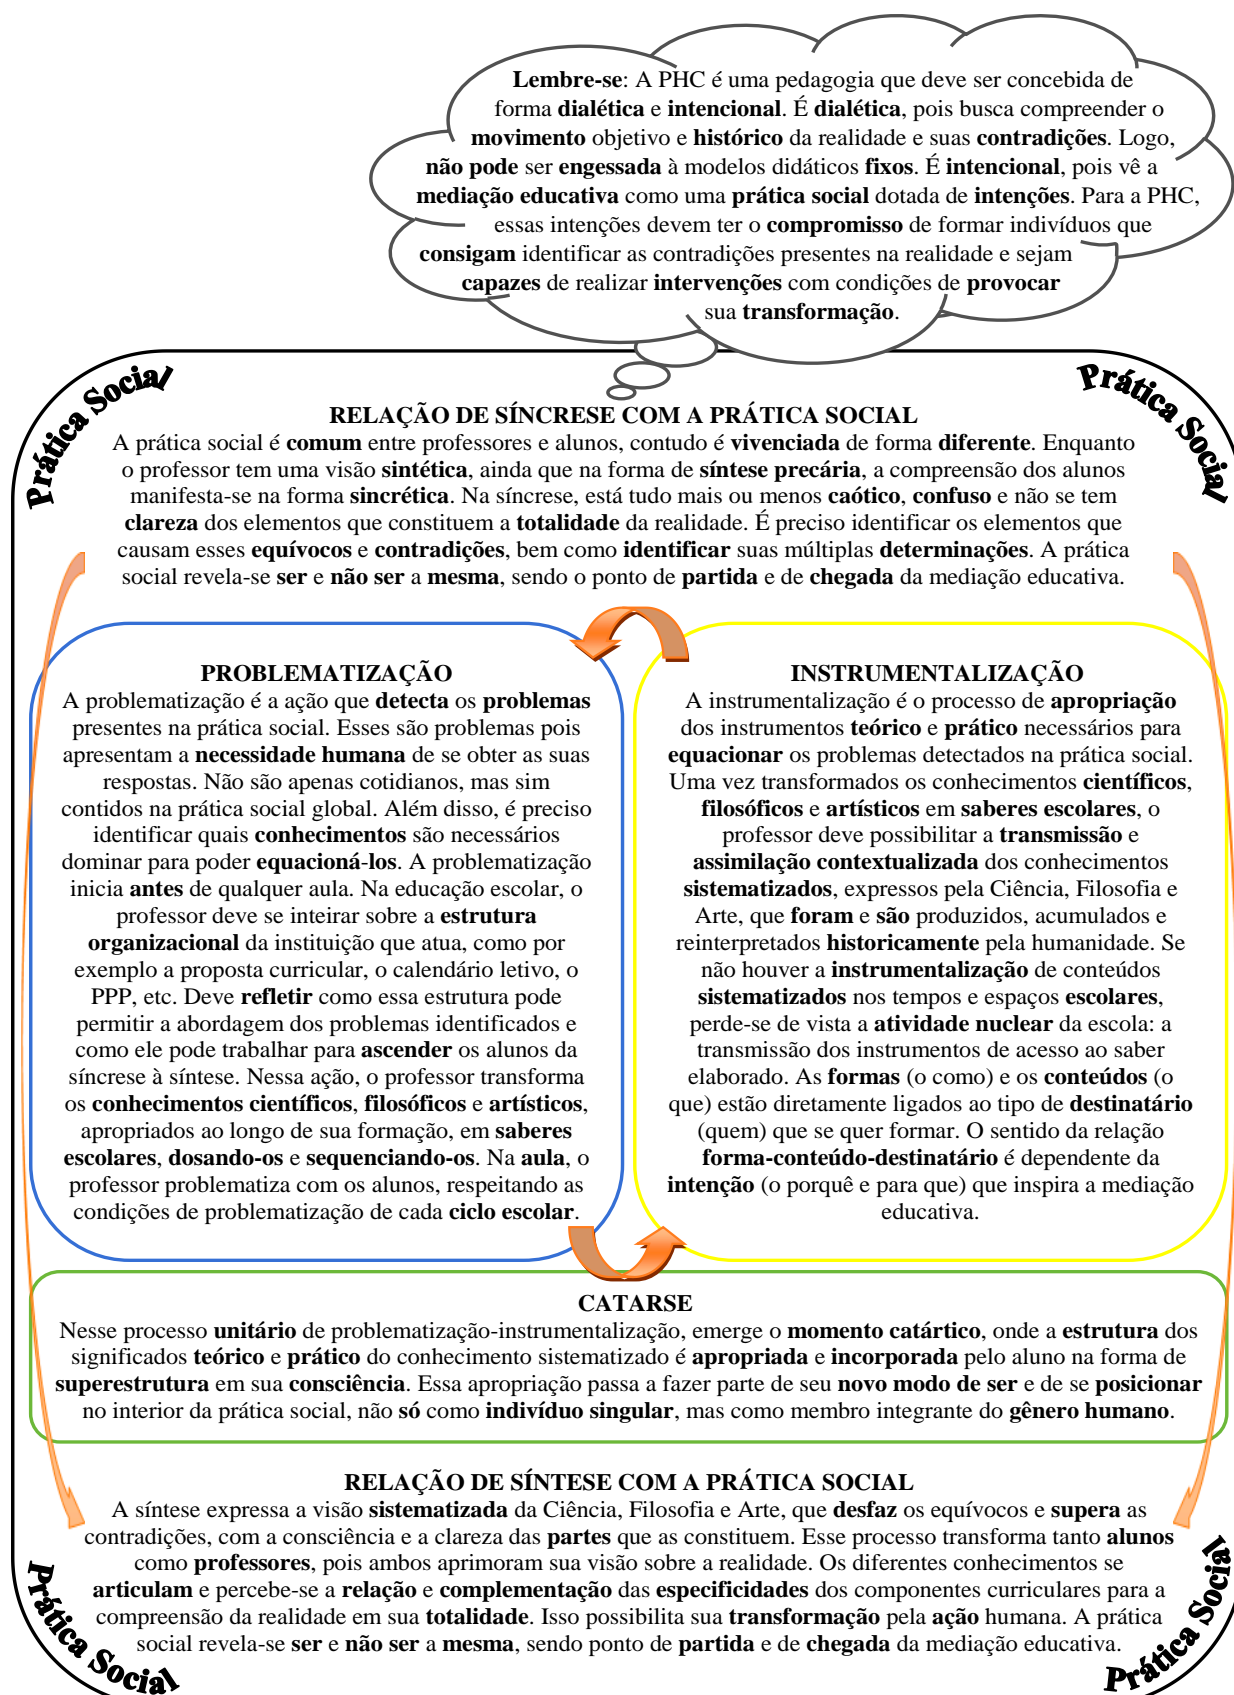 Lembre-se: A PHC é uma pedagogia que deve ser concebida de
forma dialética e intencional. É dialética, pois busca compreender o
movimento objetivo e histórico da realidade e suas contradições. Logo,
não pode ser engessada à modelos didáticos fixos. É intencional, pois vê a
mediação educativa como uma prática social dotada de intenções. Para a PHC,
essas intenções devem ter o compromisso de formar indivíduos que
consigam identificar as contradições presentes na realidade e sejam
capazes de realizar intervenções com condições de provocar
sua transformação.
Prática Social
Prática Social
RELAÇÃO DE SÍNCRESE COM A PRÁTICA SOCIAL
A prática social é comum entre professores e alunos, contudo é vivenciada de forma diferente. Enquanto
o professor tem uma visão sintética, ainda que na forma de síntese precária, a compreensão dos alunos
manifesta-se na forma sincrética. Na síncrese, está tudo mais ou menos caótico, confuso e não se tem
clareza dos elementos que constituem a totalidade da realidade. É preciso identificar os elementos que
causam esses equívocos e contradições, bem como identificar suas múltiplas determinações. A prática
social revela-se ser e não ser a mesma, sendo o ponto de partida e de chegada da mediação educativa.
PROBLEMATIZAÇÃO
A problematização é a ação que detecta os problemas
presentes na prática social. Esses são problemas pois
apresentam a necessidade humana de se obter as suas
respostas. Não são apenas cotidianos, mas sim
contidos na prática social global. Além disso, é preciso
identificar quais conhecimentos são necessários
dominar para poder equacioná-los. A problematização
inicia antes de qualquer aula. Na educação escolar, o
professor deve se inteirar sobre a estrutura
organizacional da instituição que atua, como por
exemplo a proposta curricular, o calendário letivo, o
PPP, etc. Deve refletir como essa estrutura pode
permitir a abordagem dos problemas identificados e
como ele pode trabalhar para ascender os alunos da
síncrese à síntese. Nessa ação, o professor transforma
os conhecimentos científicos, filosóficos e artísticos,
apropriados ao longo de sua formação, em saberes
escolares, dosando-os e sequenciando-os. Na aula, o
professor problematiza com os alunos, respeitando as
condições de problematização de cada ciclo escolar.
INSTRUMENTALIZAÇÃO
A instrumentalização é o processo de apropriação
dos instrumentos teórico e prático necessários para
equacionar os problemas detectados na prática social.
Uma vez transformados os conhecimentos científicos,
filosóficos e artísticos em saberes escolares, o
professor deve possibilitar a transmissão e
assimilação contextualizada dos conhecimentos
sistematizados, expressos pela Ciência, Filosofia e
Arte, que foram e são produzidos, acumulados e
reinterpretados historicamente pela humanidade. Se
não houver a instrumentalização de conteúdos
sistematizados nos tempos e espaços escolares,
perde-se de vista a atividade nuclear da escola: a
transmissão dos instrumentos de acesso ao saber
elaborado. As formas (o como) e os conteúdos (o
que) estão diretamente ligados ao tipo de destinatário
(quem) que se quer formar. O sentido da relação
forma-conteúdo-destinatário é dependente da
intenção (o porquê e para que) que inspira a mediação
educativa.
CATARSE
Nesse processo unitário de problematização-instrumentalização, emerge o momento catártico, onde a estrutura dos
significados teórico e prático do conhecimento sistematizado é apropriada e incorporada pelo aluno na forma de
superestrutura em sua consciência. Essa apropriação passa a fazer parte de seu novo modo de ser e de se posicionar
no interior da prática social, não só como indivíduo singular, mas como membro integrante do gênero humano.
RELAÇÃO DE SÍNTESE COM A PRÁTICA SOCIAL
A síntese expressa a visão sistematizada da Ciência, Filosofia e Arte, que desfaz os equívocos e supera as
contradições, com a consciência e a clareza das partes que as constituem. Esse processo transforma tanto alunos
como professores, pois ambos aprimoram sua visão sobre a realidade. Os diferentes conhecimentos se
articulam e percebe-se a relação e complementação das especificidades dos componentes curriculares para a
compreensão da realidade em sua totalidade. Isso possibilita sua transformação pela ação humana. A prática
social revela-se ser e não ser a mesma, sendo ponto de partida e de chegada da mediação educativa.
Prática Social
Prática Social